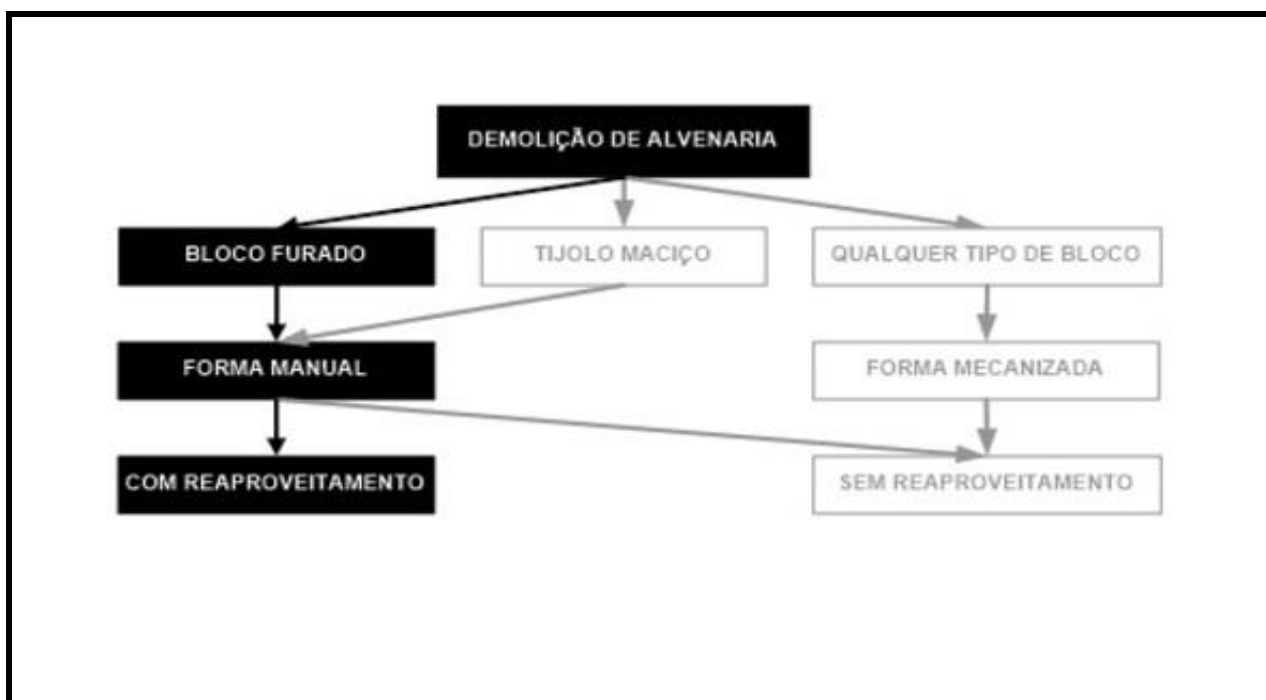 DEMOLIÇÃO DE ALVENARIA
BLOCO FURADO
TIJOLO MACIÇO
QUALQUER TIPO DE BLOCO
FORMA MANUAL
FORMA MECANIZADA
COM REAPROVEITAMENTO
SEM REAPROVEITAMENTO